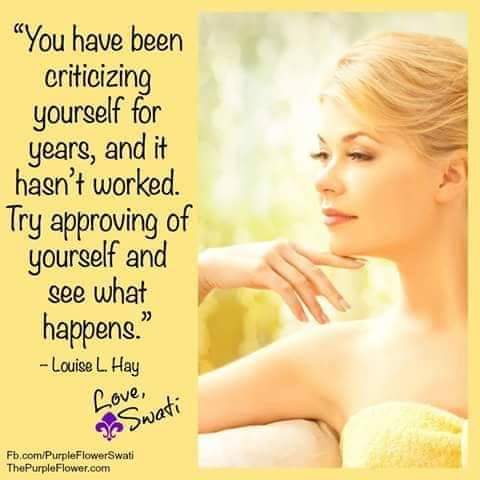 “You have been
criticizing
yourself for
years, and it
hasn’t worked.
Try approving of
yourself and
see what
happens.”
– Louise L. Hay
Love,
Swati
Fb.com/PurpleFlowerSwati
ThePurpleFlower.com